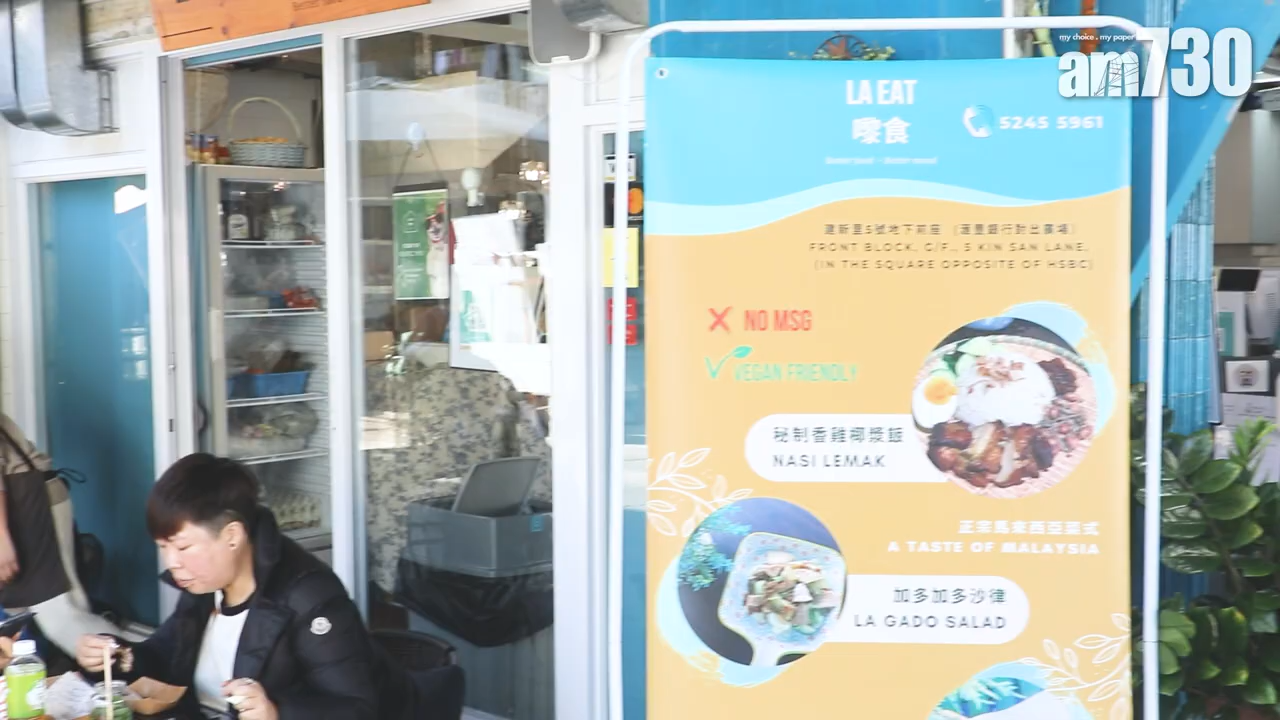 my choice . my paper
am730
LA EAT
嚟食
5245 5961
建新里5號地下前座 (滙豐銀行對出廣場)
FRONT BLOCK, G/F., 5 KIN SAN LANE,
(IN THE SQUARE OPPOSITE OF HSBC)
NO MSG
VEGAN FRIENDLY
秘制香雞椰漿飯
NASI LEMAK
正宗馬來西亞菜式
A TASTE OF MALAYSIA
加多加多沙律
LA GADO SALAD